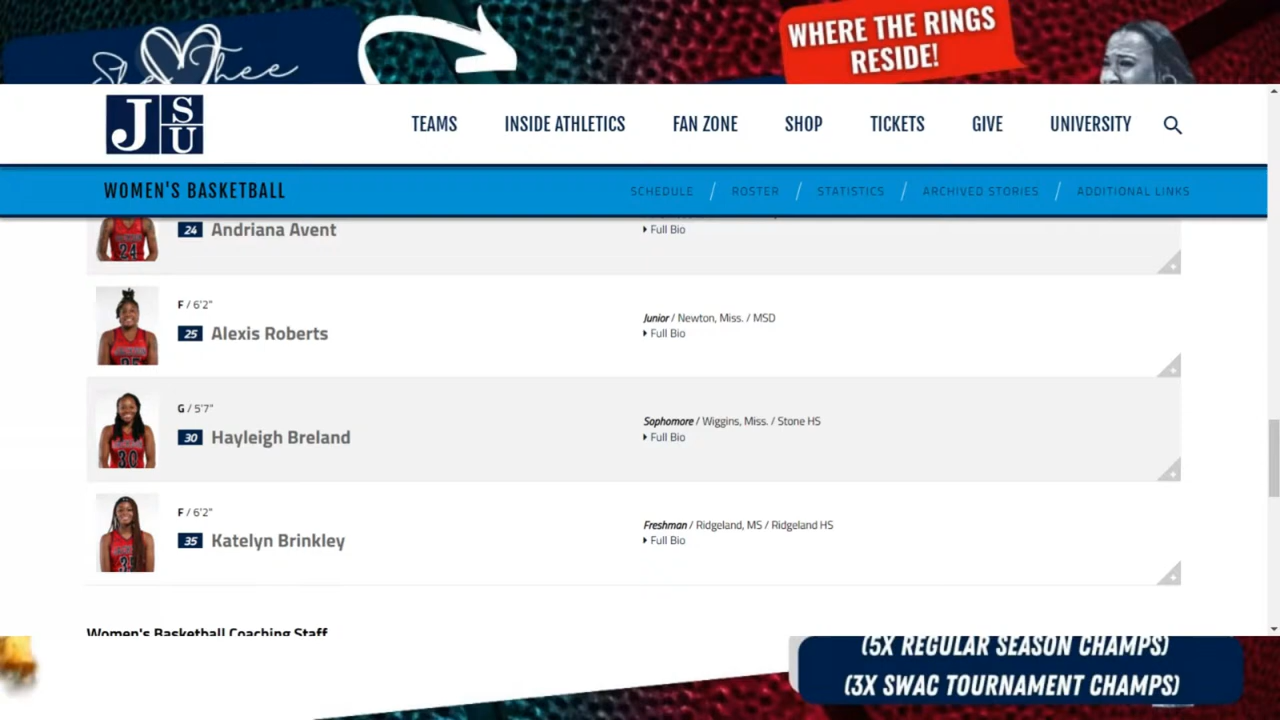 She Thee
WHERE THE RINGS
RESIDE!
JSU
TEAMS INSIDE ATHLETICS FAN ZONE SHOP TICKETS GIVE UNIVERSITY
WOMEN'S BASKETBALL SCHEDULE / ROSTER / STATISTICS / ARCHIVED STORIES / ADDITIONAL LINKS
24 Andriana Avent Full Bio
F / 6'2"
25 Alexis Roberts
Junior / Newton, Miss. / MSD
Full Bio
G / 5'7"
30 Hayleigh Breland
Sophomore / Wiggins, Miss. / Stone HS
Full Bio
F / 6'2"
35 Katelyn Brinkley
Freshman / Ridgeland, MS / Ridgeland HS
Full Bio
Women's Basketball Coaching Staff
(5X REGULAR SEASON CHAMPS)
(3X SWAC TOURNAMENT CHAMPS)